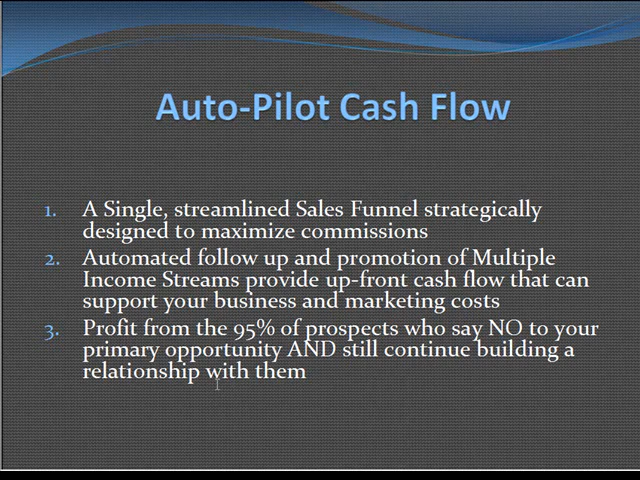 Auto-Pilot Cash Flow
1. A Single, streamlined Sales Funnel strategically
designed to maximize commissions
2. Automated follow up and promotion of Multiple
Income Streams provide up-front cash flow that can
support your business and marketing costs
3. Profit from the 95% of prospects who say NO to your
primary opportunity AND still continue building a
relationship with them